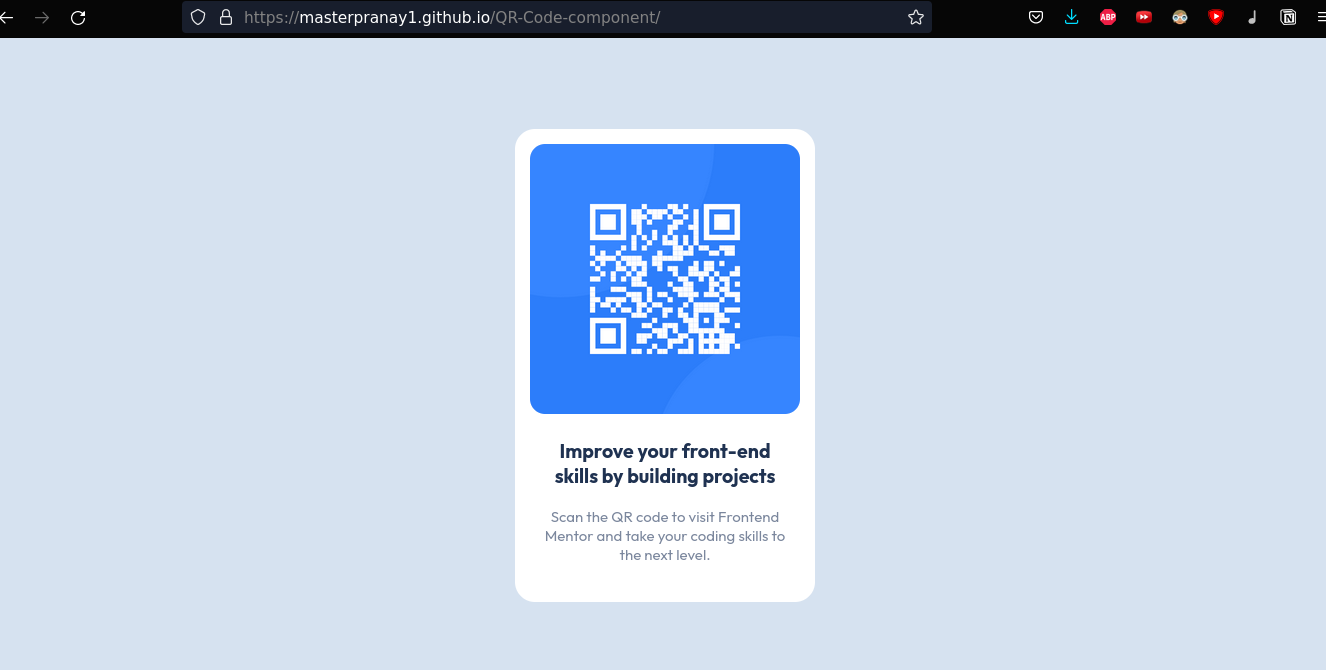 https://masterpranay1.github.io/QR-Code-component/
ABP
Improve your front-end
skills by building projects
Scan the QR code to visit Frontend
Mentor and take your coding skills to
the next level.